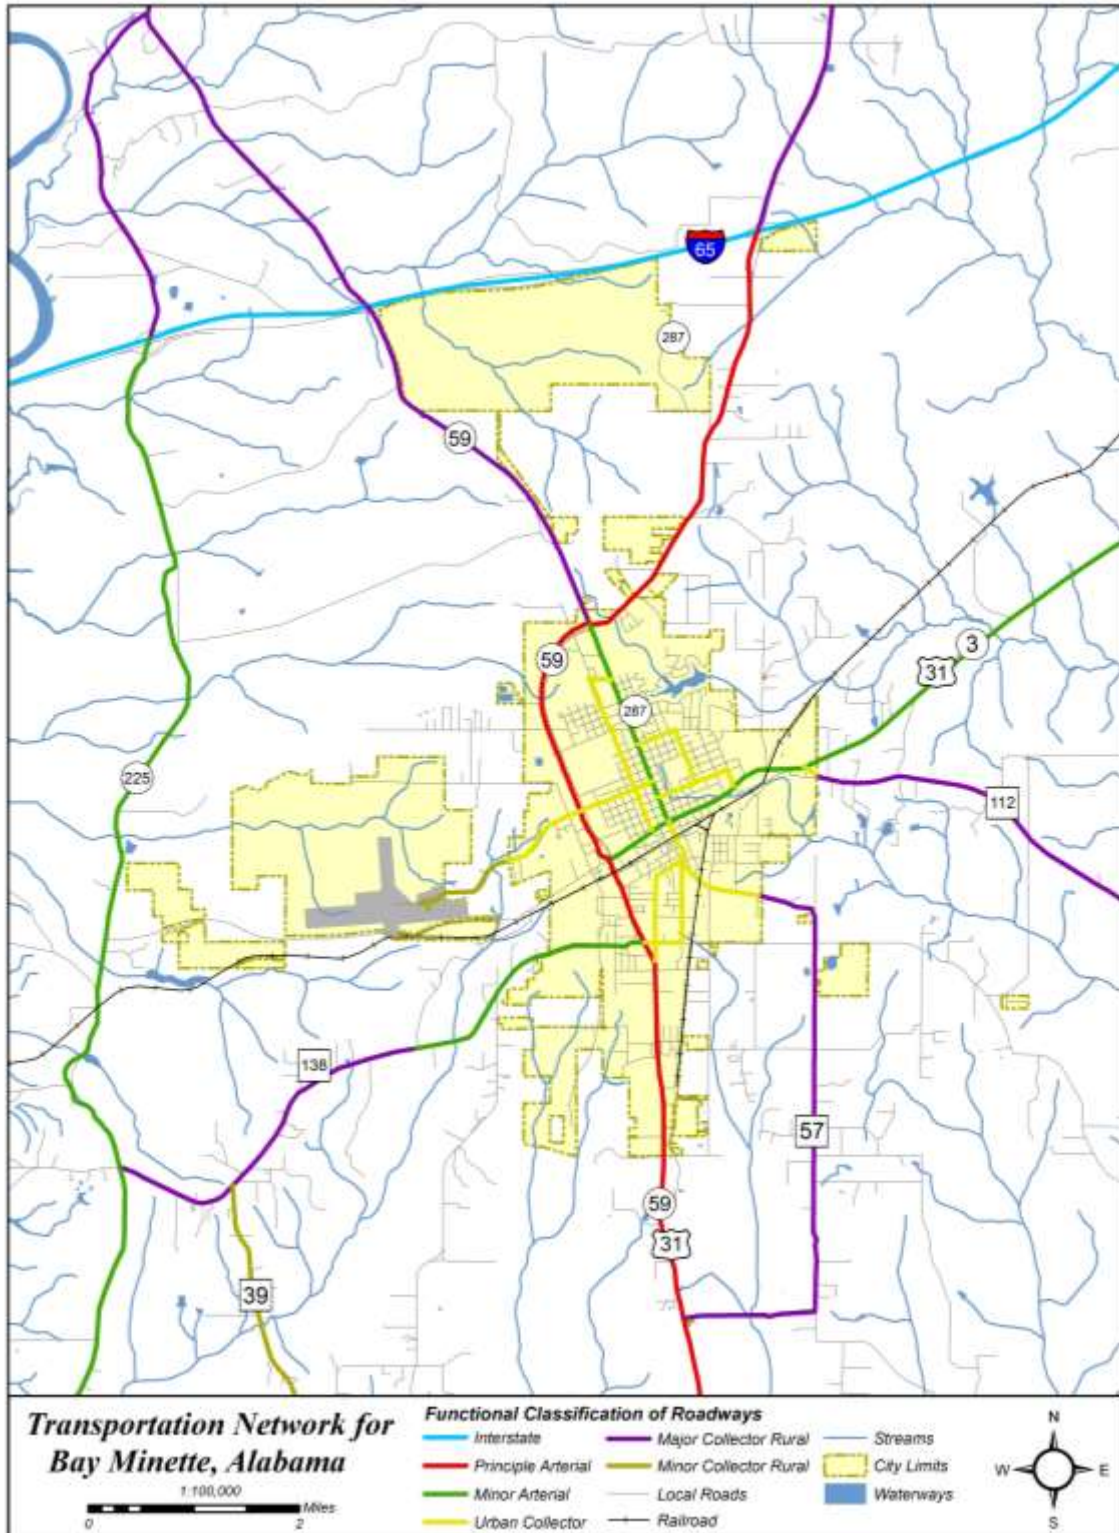 65
287
59
59
3
31
287
225
112
138
57
59
31
39
Transportation Network for
Bay Minette, Alabama
1:100,000
Miles
0 2
Functional Classification of Roadways
Interstate
Principle Arterial
Minor Arterial
Urban Collector
Major Collector Rural
Minor Collector Rural
Local Roads
Railroad
Streams
City Limits
Waterways
N
W E
S